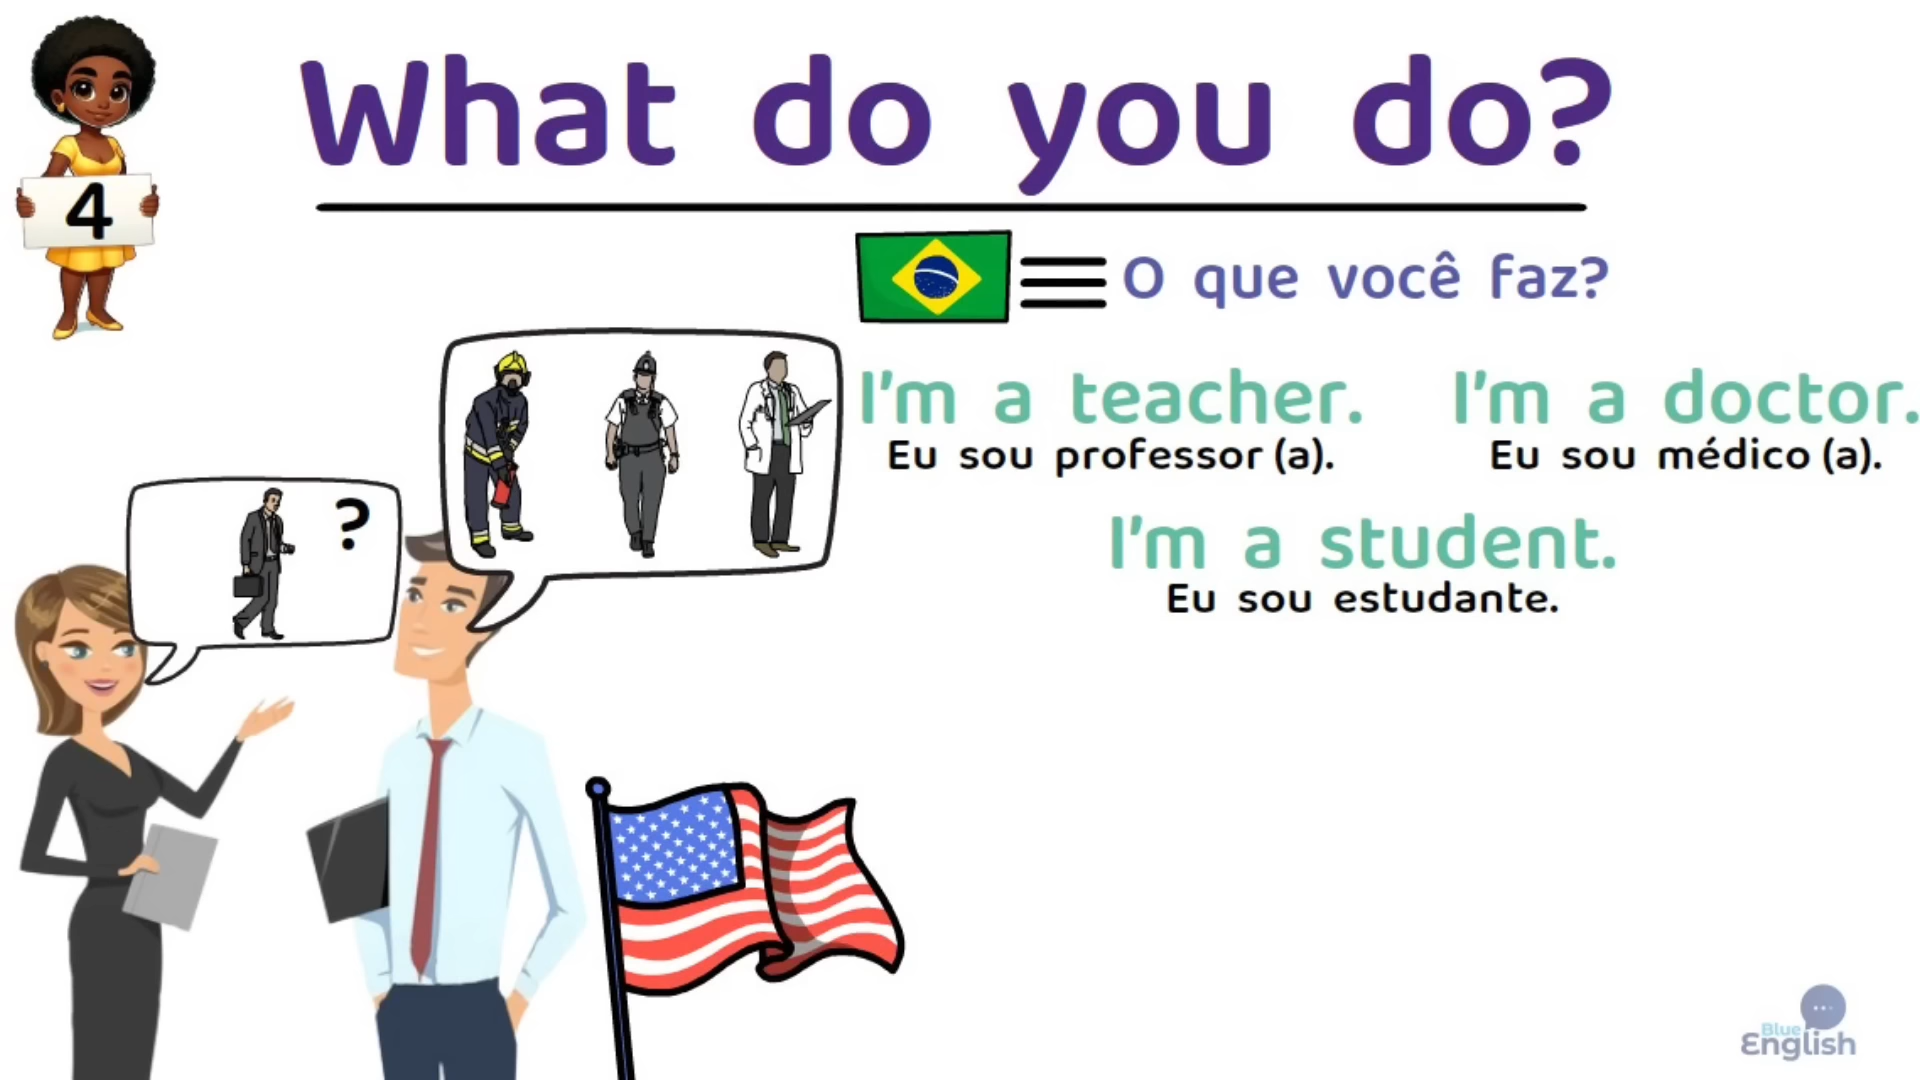 4
What do you do?
O que você faz?
I'm a teacher.
Eu sou professor (a).
I'm a doctor.
Eu sou médico (a).
I'm a student.
Eu sou estudante.
?
Blue
English